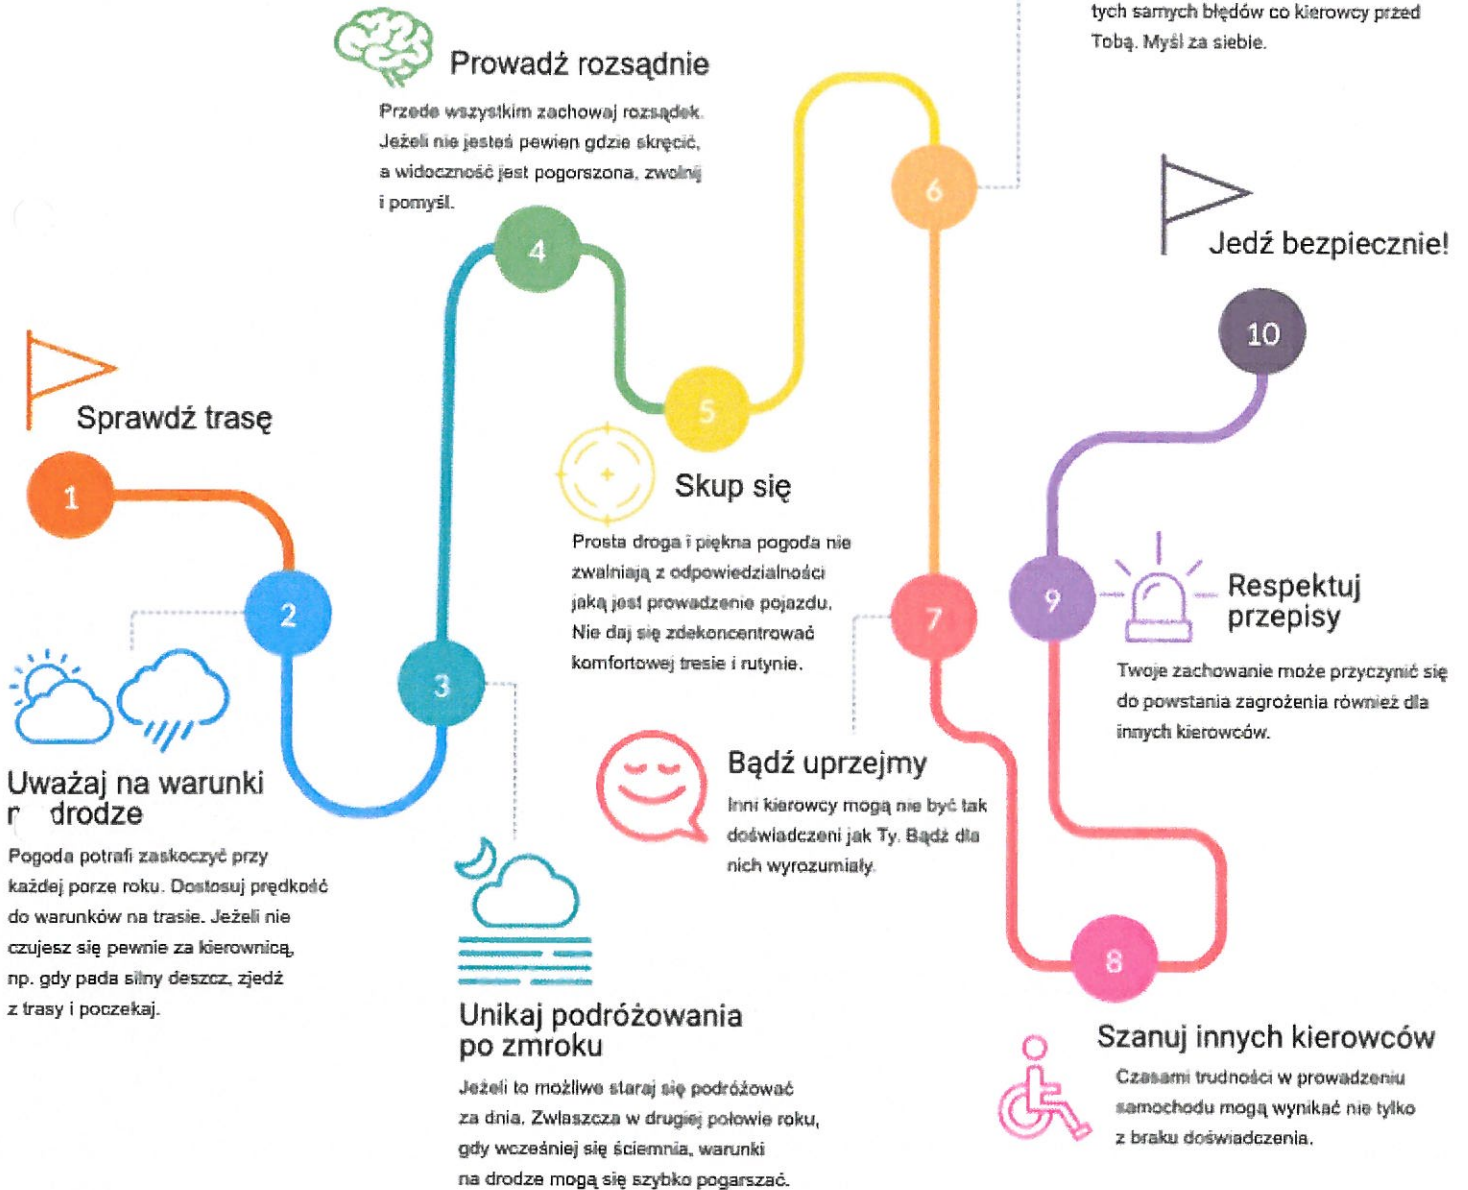 tych samych błędów co kierowcy przed
Tobą. Myśl za siebie.
Prowadź rozsądnie
Przede wszystkim zachowaj rozsądek.
Jeżeli nie jesteś pewien gdzie skręcić,
a widoczność jest pogorszona, zwolnij
i pomyśl.
4
6
Jedź bezpiecznie!
10
Sprawdź trasę
1
5
Skup się
Prosta droga i piękna pogoda nie
zwalniają z odpowiedzialności
jaką jest prowadzenie pojazdu.
Nie daj się zdekoncentrować
komfortowej tresie i rutynie.
2
Uważaj na warunki
drodze
Pogoda potrafi zaskoczyć przy
każdej porze roku. Dostosuj prędkość
do warunków na trasie. Jeżeli nie
czujesz się pewnie za kierownicą,
np. gdy pada silny deszcz, zjedź
z trasy i poczekaj.
3
Unikaj podróżowania
po zmroku
Jeżeli to możliwe staraj się podróżować
za dnia. Zwłaszcza w drugiej połowie roku,
gdy wcześniej się ściemnia, warunki
na drodze mogą się szybko pogarszać.
7
Bądź uprzejmy
Inni kierowcy mogą nie być tak
doświadczeni jak Ty. Bądź dla
nich wyrozumiały.
9
Respektuj
przepisy
Twoje zachowanie może przyczynić się
do powstania zagrożenia również dla
innych kierowców.
8
Szanuj innych kierowców
Czasami trudności w prowadzeniu
samochodu mogą wynikać nie tylko
z braku doświadczenia.